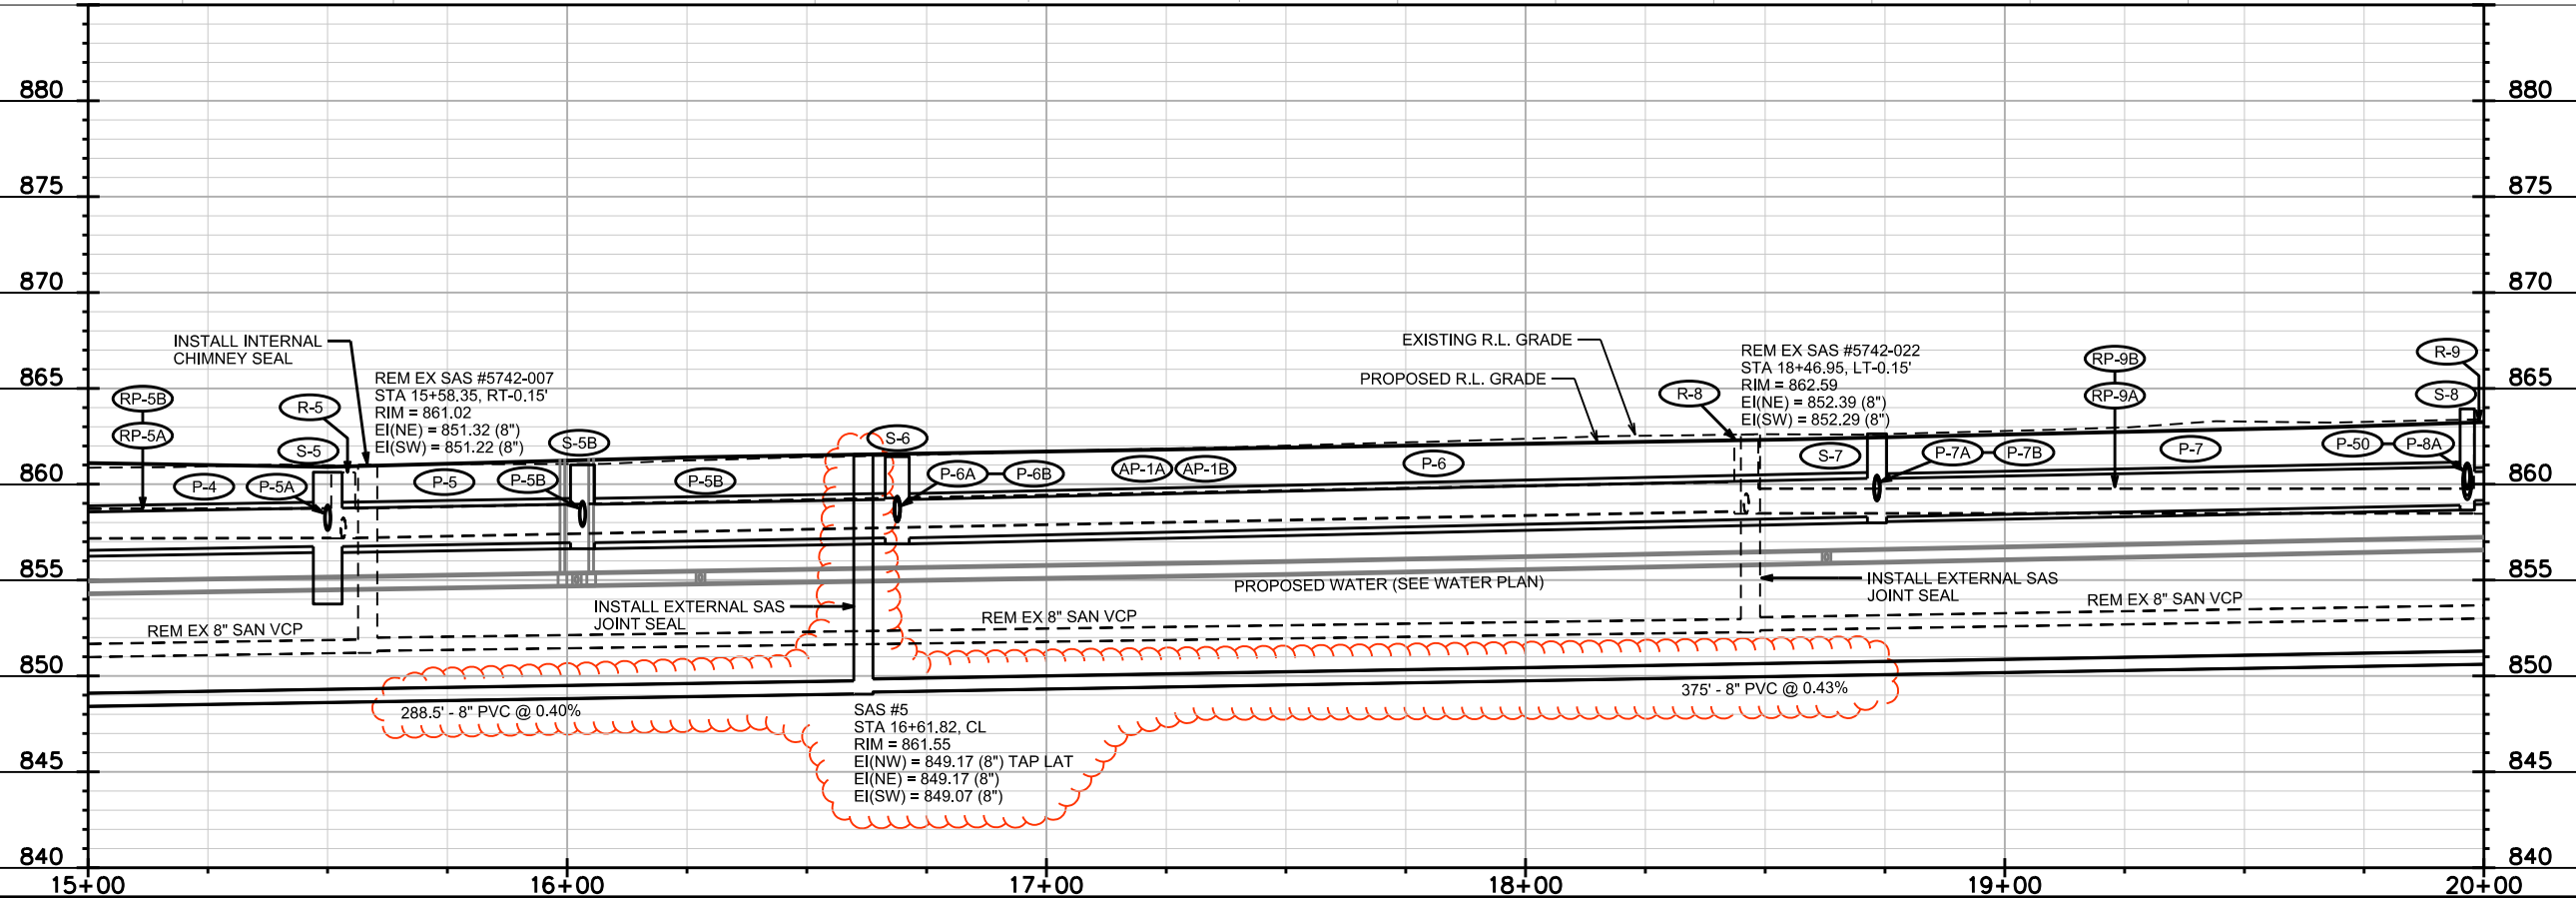 880
880
875
875
870
870
865
865
860
860
855
855
850
850
845
845
840
840
INSTALL INTERNAL
CHIMNEY SEAL
REM EX SAS #5742-007
STA 15+58.35, RT-0.15'
RIM = 861.02
EI(NE) = 851.32 (8")
EI(SW) = 851.22 (8")
EXISTING R.L. GRADE
PROPOSED R.L. GRADE
REM EX SAS #5742-022
STA 18+46.95, LT-0.15'
RIM = 862.59
EI(NE) = 852.39 (8")
EI(SW) = 852.29 (8")
RP-5B
RP-5A
R-5
S-5
S-5B
S-6
R-8
RP-9B
RP-9A
R-9
S-8
P-4
P-5A
P-5
P-5B
P-5B
P-6A
P-6B
AP-1A
AP-1B
P-6
S-7
P-7A
P-7B
P-7
P-50
P-8A
PROPOSED WATER (SEE WATER PLAN)
INSTALL EXTERNAL SAS
JOINT SEAL
INSTALL EXTERNAL SAS
JOINT SEAL
REM EX 8" SAN VCP
REM EX 8" SAN VCP
REM EX 8" SAN VCP
288.5' - 8" PVC @ 0.40%
375' - 8" PVC @ 0.43%
SAS #5
STA 16+61.82, CL
RIM = 861.55
EI(NW) = 849.17 (8") TAP LAT
EI(NE) = 849.17 (8")
EI(SW) = 849.07 (8")
15+00
16+00
17+00
18+00
19+00
20+00